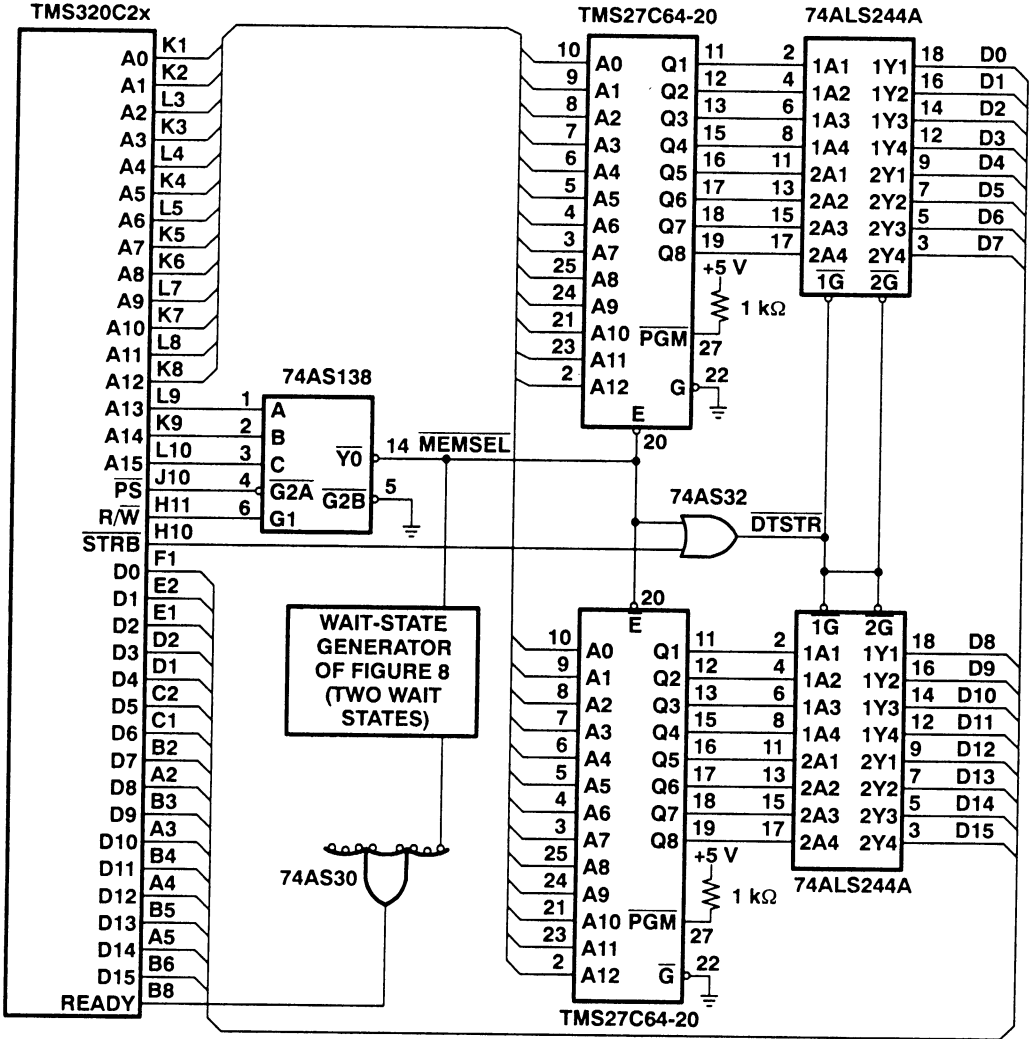 TMS320C2x
TMS27C64-20
74ALS244A
A0 K1
A1 K2
A2 L3
A3 K3
A4 L4
A5 K4
A6 L5
A7 K5
A8 K6
A9 L7
A10 K7
A11 L8
A12 K8
A13 L9
A14 K9
A15 L10
PS J10
R/W H11
STRB H10
D0 F1
D1 E2
D2 E1
D3 D2
D4 D1
D5 C2
D6 C1
D7 B2
D8 A2
D9 B3
D10 A3
D11 B4
D12 A4
D13 B5
D14 A5
D15 B6
READY B8
74AS138
1 A
2 B
3 C
4 G2A
6 G1
Y0 14 MEMSEL
G2B 5
WAIT-STATE
GENERATOR
OF FIGURE 8
(TWO WAIT
STATES)
74AS30
10 A0 Q1 11
9 A1 Q2 12
8 A2 Q3 13
7 A3 Q4 15
6 A4 Q5 16
5 A5 Q6 17
4 A6 Q7 18
3 A7 Q8 19
25 A8
24 A9
21 A10 PGM 27
23 A11
2 A12 G 22
E
20
+5 V
1 kΩ
2 1A1 1Y1 18 D0
4 1A2 1Y2 16 D1
6 1A3 1Y3 14 D2
8 1A4 1Y4 12 D3
11 2A1 2Y1 9 D4
13 2A2 2Y2 7 D5
15 2A3 2Y3 5 D6
17 2A4 2Y4 3 D7
1G 2G
74AS32
DTSTR
20
E
10 A0 Q1 11
9 A1 Q2 12
8 A2 Q3 13
7 A3 Q4 15
6 A4 Q5 16
5 A5 Q6 17
4 A6 Q7 18
3 A7 Q8 19
25 A8
24 A9
21 A10 PGM 27
23 A11
2 A12 G 22
+5 V
1 kΩ
TMS27C64-20
1G 2G
2 1A1 1Y1 18 D8
4 1A2 1Y2 16 D9
6 1A3 1Y3 14 D10
8 1A4 1Y4 12 D11
11 2A1 2Y1 9 D12
13 2A2 2Y2 7 D13
15 2A3 2Y3 5 D14
17 2A4 2Y4 3 D15
74ALS244A